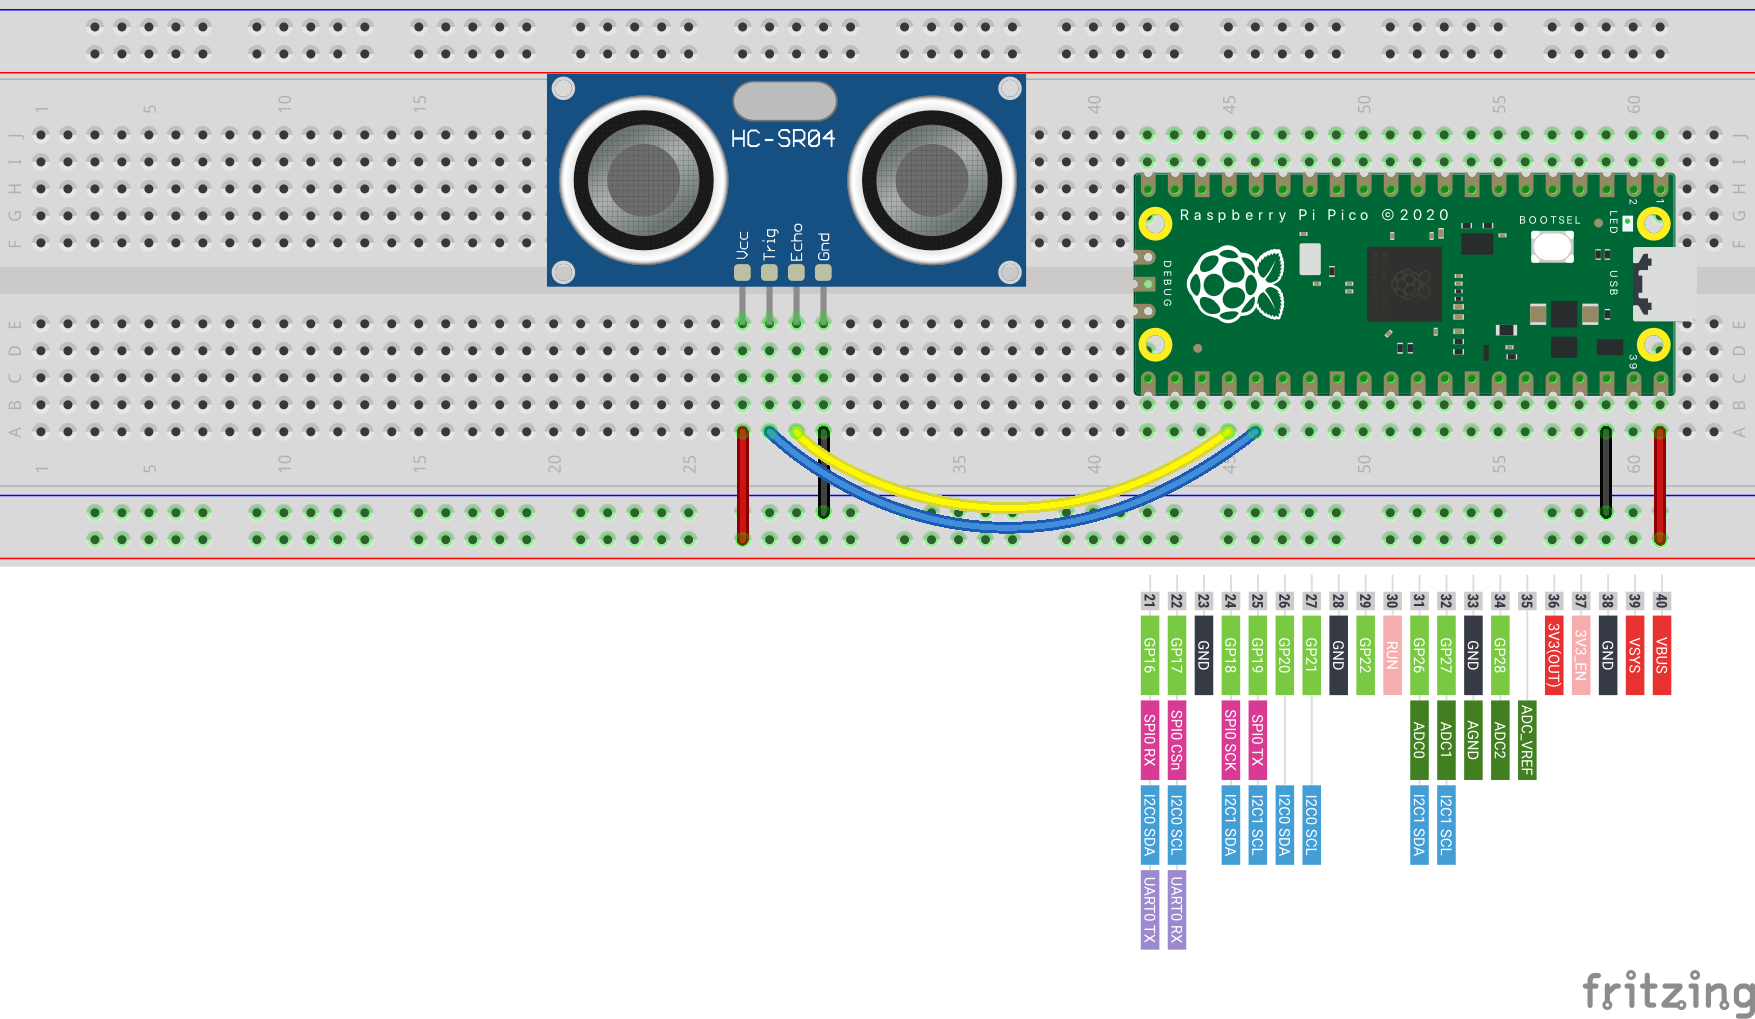 1 5 10 15 40 45 50 55 60
J J
I I
H H
G G
F F
HC-SR04
Vcc Trig Echo Gnd
Raspberry Pi Pico ©2020
BOOTSEL
LED
2
1
DEBUG
USB
39
E E
D D
C C
B B
A A
1 5 10 15 20 25 35 40 45 50 55 60
21 GP16 SPI0 RX I2C0 SDA UART0 TX
22 GP17 SPI0 CSn I2C0 SCL UART0 RX
23 GND
24 GP18 SPI0 SCK I2C1 SDA
25 GP19 SPI0 TX I2C1 SCL
26 GP20 I2C0 SDA
27 GP21 I2C0 SCL
28 GND
29 GP22
30 RUN
31 GP26 ADC0 I2C1 SDA
32 GP27 ADC1 I2C1 SCL
33 GND AGND
34 GP28 ADC2
35 ADC_VREF
36 3V3(OUT)
37 3V3_EN
38 GND
39 VSYS
40 VBUS
fritzing